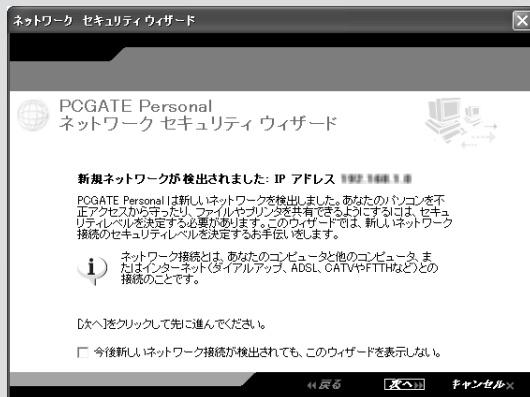 ネットワーク セキュリティ ウィザード
PCGATE Personal
ネットワーク セキュリティ ウィザード
新規ネットワークが検出されました: IP アドレス
PCGATE Personal は新しいネットワークを検出しました。あなたのパソコンを不
正アクセスから守ったり、ファイルやプリンタを共有できるようにするには、セキュ
リティレベルを決定する必要があります。このウィザードでは、新しいネットワーク
接続のセキュリティレベルを決定するお手伝いをします。
ネットワーク接続とは、あなたのコンピュータと他のコンピュータ、ま
たはインターネット(ダイアルアップ、ADSL、CATVやFTTHなど)との
接続のことです。
[次へ]をクリックして先に進んでください。
今後新しいネットワーク接続が検出されても、このウィザードを表示しない。
戻る 次へ キャンセル